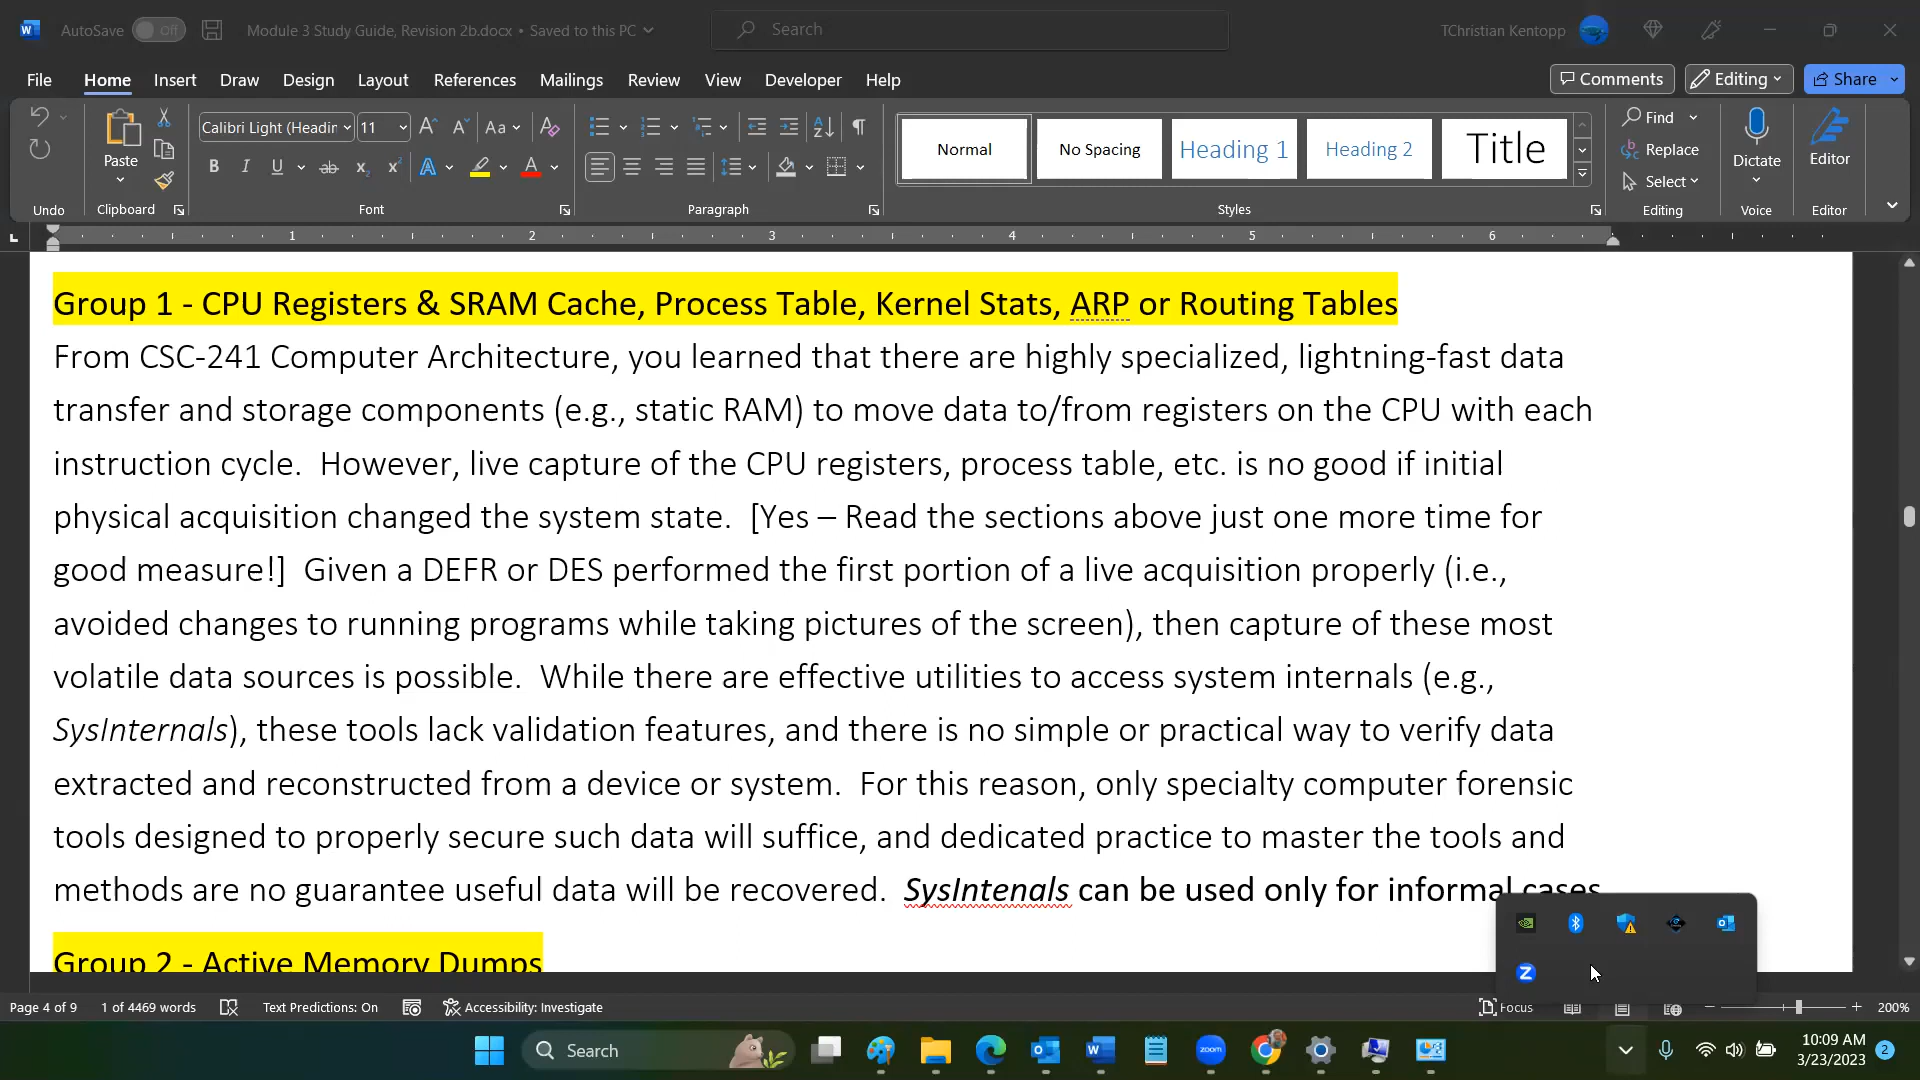 AutoSave Off Module 3 Study Guide, Revision 2b.docx • Saved to this PC Search TChristian Kentopp
File Home Insert Draw Design Layout References Mailings Review View Developer Help Comments Editing Share
Calibri Light (Headin 11 Aa
Paste
Normal No Spacing Heading 1 Heading 2 Title
Find
Replace
Select
Dictate Editor
Undo Clipboard Font Paragraph Styles Editing Voice Editor
1 2 3 4 5 6
Group 1 - CPU Registers & SRAM Cache, Process Table, Kernel Stats, ARP or Routing Tables
From CSC-241 Computer Architecture, you learned that there are highly specialized, lightning-fast data
transfer and storage components (e.g., static RAM) to move data to/from registers on the CPU with each
instruction cycle.  However, live capture of the CPU registers, process table, etc. is no good if initial
physical acquisition changed the system state.  [Yes – Read the sections above just one more time for
good measure!]  Given a DEFR or DES performed the first portion of a live acquisition properly (i.e.,
avoided changes to running programs while taking pictures of the screen), then capture of these most
volatile data sources is possible.  While there are effective utilities to access system internals (e.g.,
SysInternals), these tools lack validation features, and there is no simple or practical way to verify data
extracted and reconstructed from a device or system.  For this reason, only specialty computer forensic
tools designed to properly secure such data will suffice, and dedicated practice to master the tools and
methods are no guarantee useful data will be recovered.  SysIntenals can be used only for informal cases
Group 2 - Active Memory Dumps
Page 4 of 9 1 of 4469 words Text Predictions: On Accessibility: Investigate Focus 200%
Search zoom 10:09 AM
3/23/2023 2